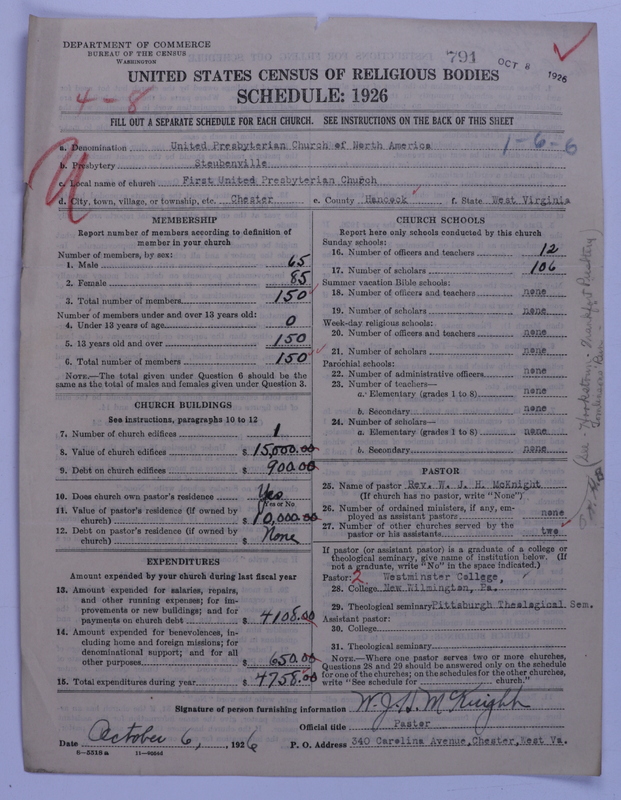 DEPARTMENT OF COMMERCE
BUREAU OF THE CENSUS
WASHINGTON
791
OCT 8 1926
UNITED STATES CENSUS OF RELIGIOUS BODIES
4-8
SCHEDULE: 1926
FILL OUT A SEPARATE SCHEDULE FOR EACH CHURCH. SEE INSTRUCTIONS ON THE BACK OF THIS SHEET
a. Denomination United Presbyterian Church of North America
1-6-6
b. Presbytery Steubenville
c. Local name of church First United Presbyterian Church
d. City, town, village, or township, etc. Chester e. County Hancock f. State West Virginia
MEMBERSHIP
Report number of members according to definition of
member in your church
Number of members, by sex:
1. Male 65
2. Female 85
3. Total number of members 150
Number of members under and over 13 years old:
4. Under 13 years of age 0
5. 13 years old and over 150
6. Total number of members 150
NOTE.—The total given under Question 6 should be
same as the total of males and females given under Question 3.
CHURCH BUILDINGS
See instructions, paragraphs 10 to 12
7. Number of church edifices 1
8. Value of church edifices $ 15,000.00
9. Debt on church edifices $ 900.00
10. Does church own pastor's residence Yes
Yes or No
11. Value of pastor's residence (if owned by
church) $ 10,000.00
12. Debt on pastor's residence (if owned by
church) $ None
EXPENDITURES
Amount expended by your church during last fiscal year
13. Amount expended for salaries, repairs,
and other running expenses; for im-
provements or new buildings; and for
payments on church debt $ 4108.00
14. Amount expended for benevolences, in-
cluding home and foreign missions; for
denominational support; and for all
other purposes $ 650.00
15. Total expenditures during year $ 4758.00
CHURCH SCHOOLS
Report here only schools conducted by this church
Sunday schools:
16. Number of officers and teachers 12
17. Number of scholars 106
Summer vacation Bible schools:
18. Number of officers and teachers none
19. Number of scholars none
Week-day religious schools:
20. Number of officers and teachers none
21. Number of scholars none
Parochial schools:
22. Number of administrative officers none
23. Number of teachers—
a. Elementary (grades 1 to 8) none
b. Secondary none
24. Number of scholars—
a. Elementary (grades 1 to 8) none
b. Secondary none
PASTOR
25. Name of pastor Rev. W. J. H. McKnight
(If church has no pastor, write "None")
26. Number of ordained ministers, if any, em-
ployed as assistant pastors none
27. Number of other churches served by the
pastor or his assistants two
If pastor (or assistant pastor) is a graduate of a college or
theological seminary, give name of institution below. (If
not a graduate, write "No" in the space indicated.)
Pastor: 2 Westminster College,
28. College New Wilmington, Pa.
29. Theological seminary Pittsburgh Theological Sem.
Assistant pastor:
30. College
31. Theological seminary
NOTE.—Where one pastor serves two or more churches,
Questions 28 and 29 should be answered only on the schedule
for one of the churches; on the schedules for the other churches,
write "See schedule for church."
Signature of person furnishing information W. J. H. McKnight
Official title Pastor
Date October 6, 1926 P. O. Address 340 Carolina Avenue, Chester, West Va.
8-5518a